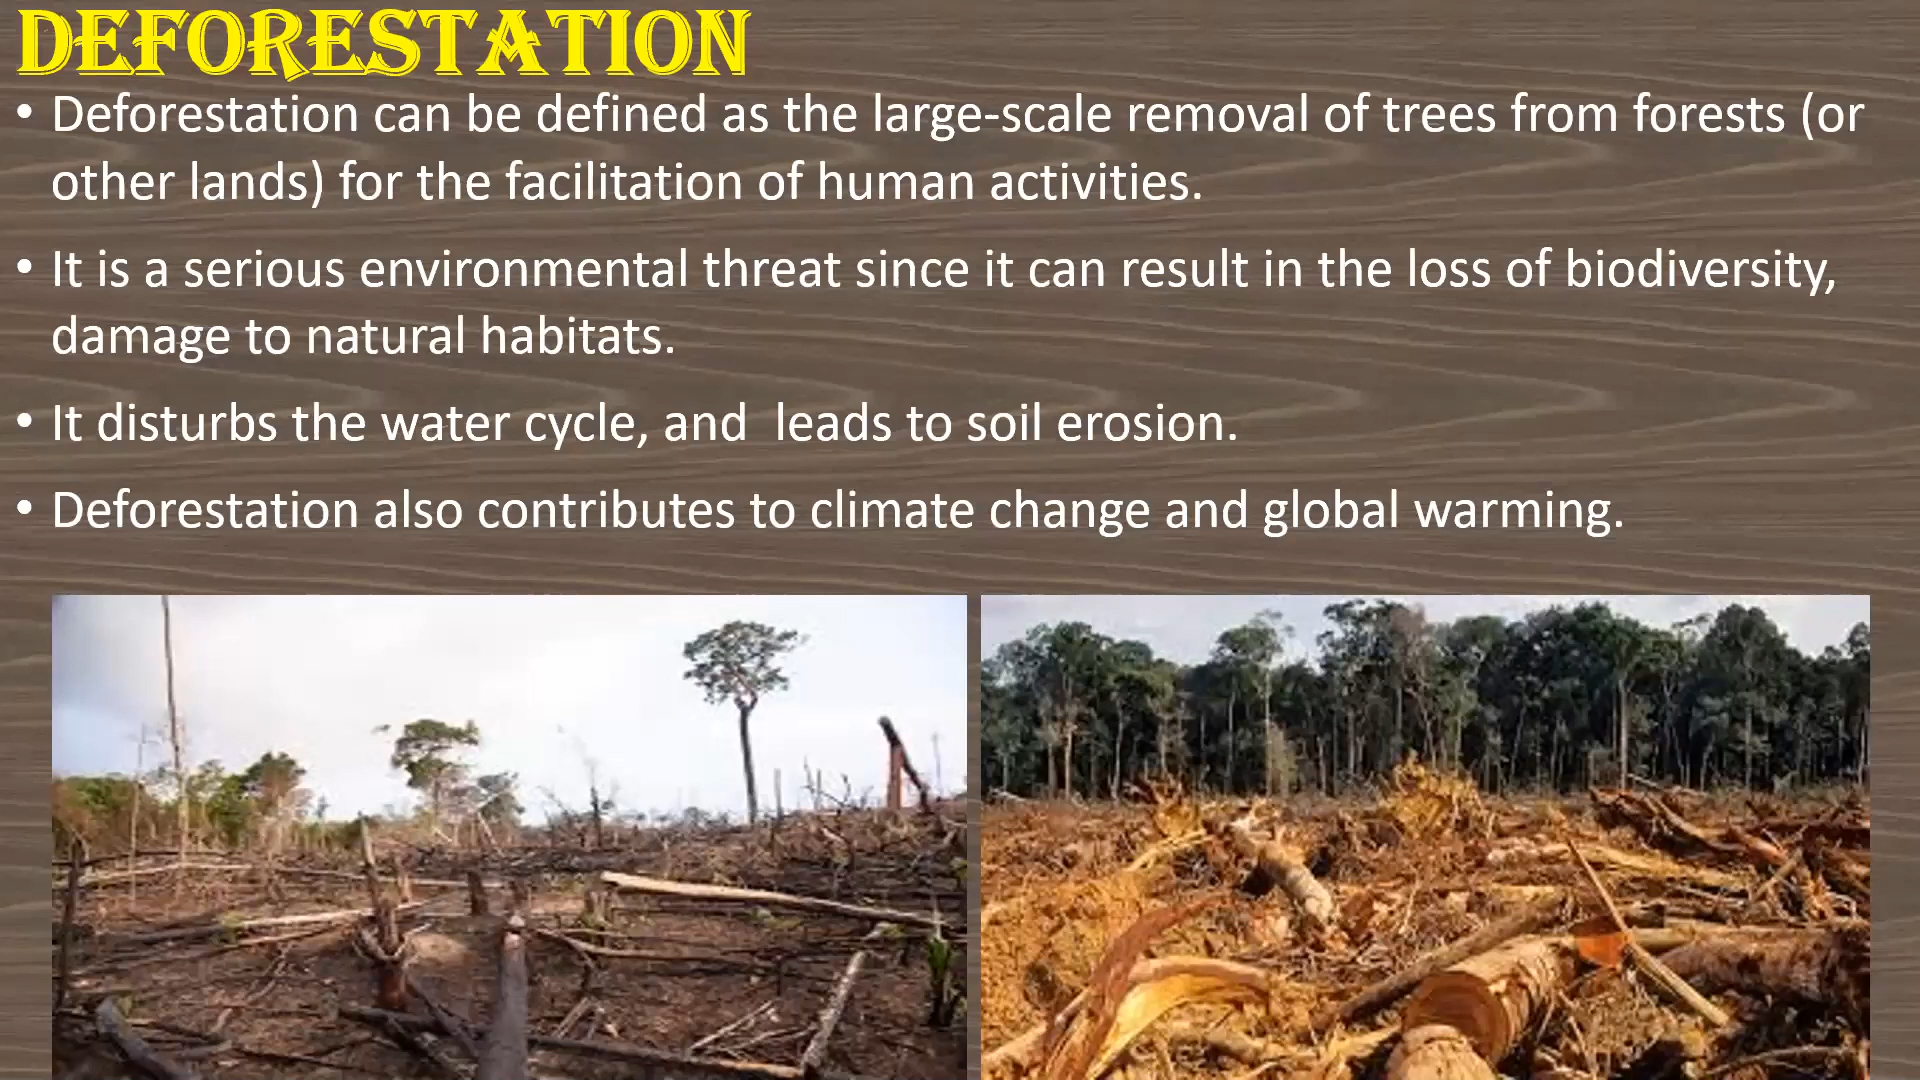 DEFORESTATION
• Deforestation can be defined as the large-scale removal of trees from forests (or
other lands) for the facilitation of human activities.
• It is a serious environmental threat since it can result in the loss of biodiversity,
damage to natural habitats.
• It disturbs the water cycle, and  leads to soil erosion.
• Deforestation also contributes to climate change and global warming.